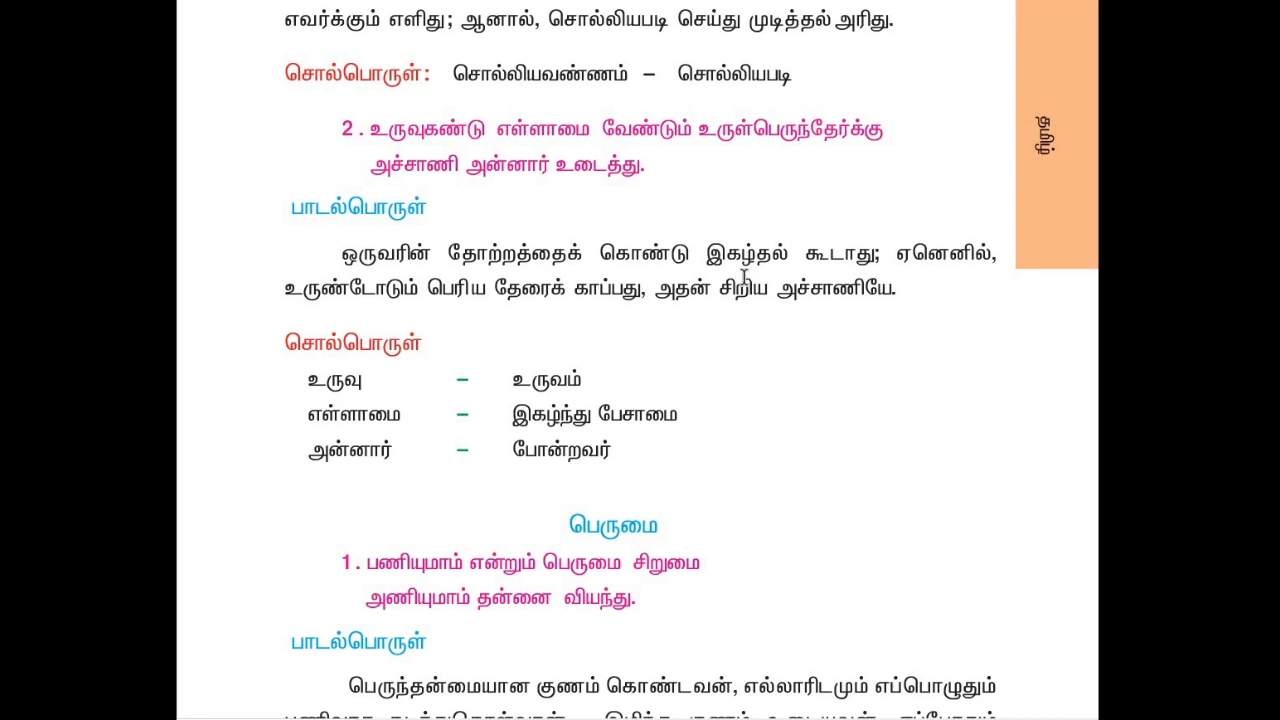 எவர்க்கும் எளிது; ஆனால், சொல்லியபடி செய்து முடித்தல் அரிது.
சொல்பொருள்: சொல்லியவண்ணம் – சொல்லியபடி
2. உருவுகண்டு எள்ளாமை வேண்டும் உருள்பெருந்தேர்க்கு
அச்சாணி அன்னார் உடைத்து.
பாடல்பொருள்
ஒருவரின் தோற்றத்தைக் கொண்டு இகழ்தல் கூடாது; ஏனெனில்,
உருண்டோடும் பெரிய தேரைக் காப்பது, அதன் சிறிய அச்சாணியே.
சொல்பொருள்
உருவு – உருவம்
எள்ளாமை – இகழ்ந்து பேசாமை
அன்னார் – போன்றவர்
பெருமை
1. பணியுமாம் என்றும் பெருமை சிறுமை
அணியுமாம் தன்னை வியந்து.
பாடல்பொருள்
பெருந்தன்மையான குணம் கொண்டவன், எல்லாரிடமும் எப்பொழுதும்
தமிழ்